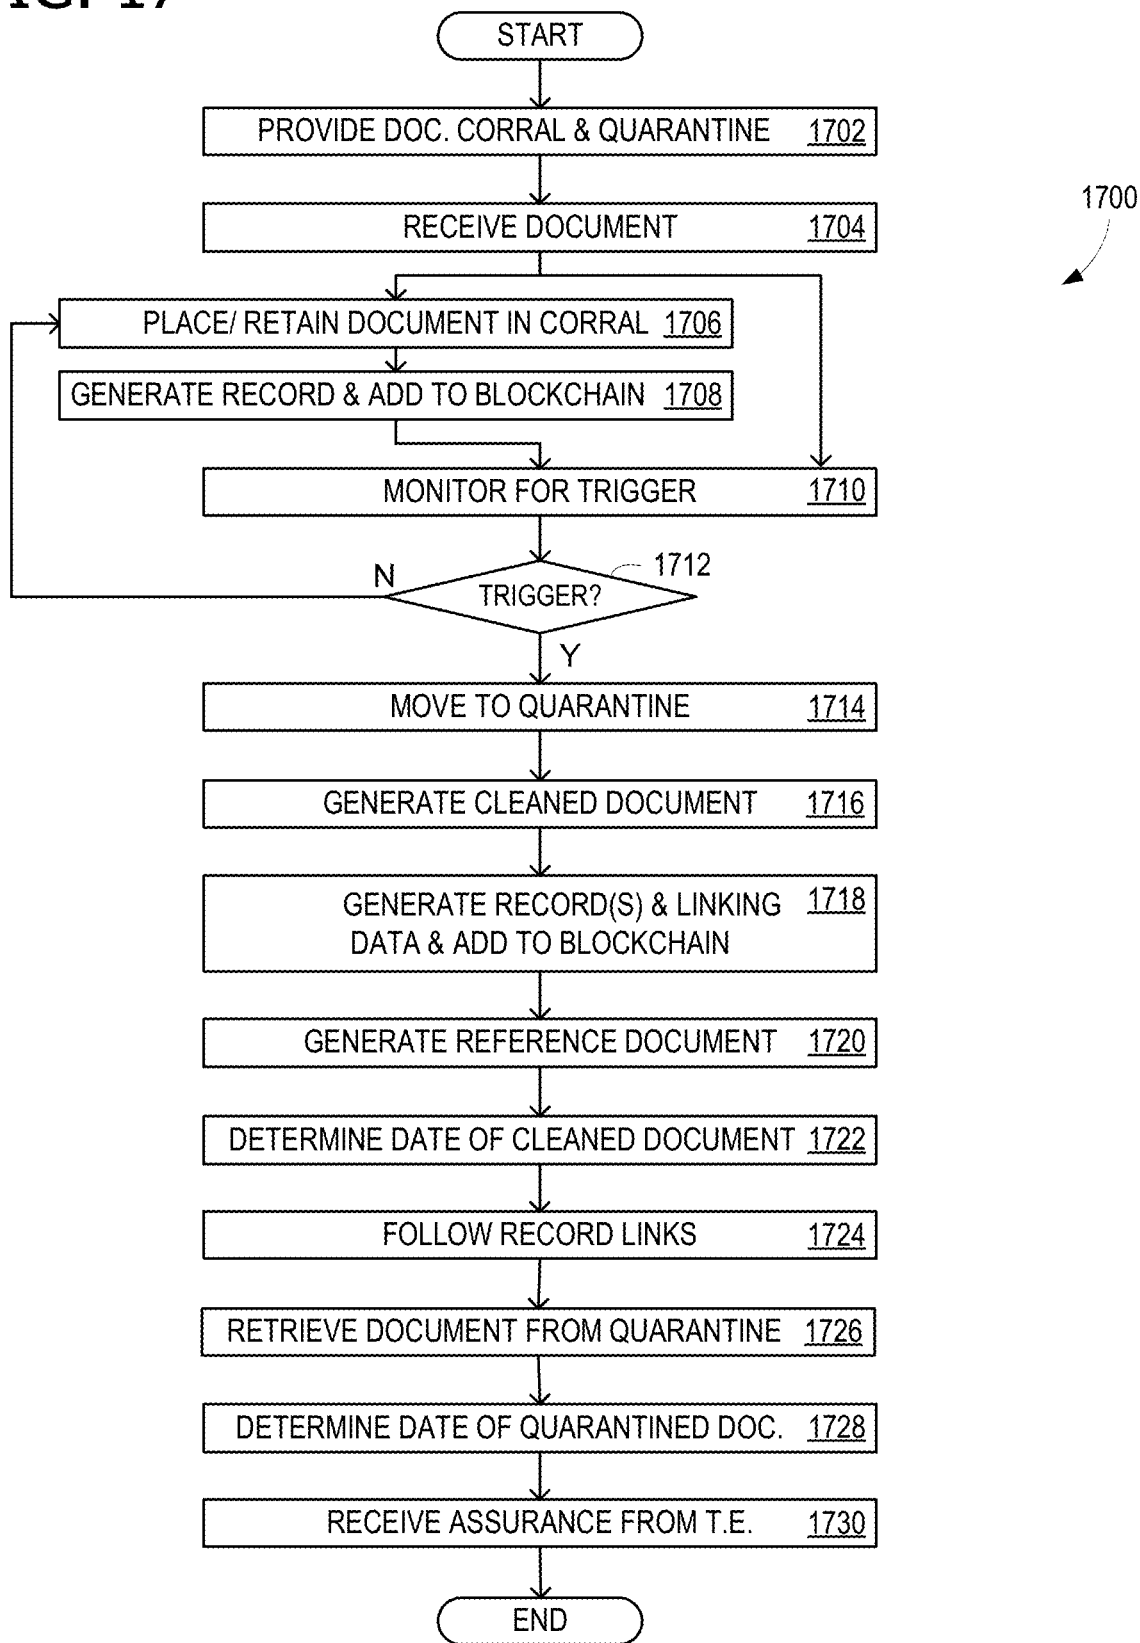 FIG. 17
START
PROVIDE DOC. CORRAL & QUARANTINE 1702
1700
RECEIVE DOCUMENT 1704
PLACE/ RETAIN DOCUMENT IN CORRAL 1706
GENERATE RECORD & ADD TO BLOCKCHAIN 1708
MONITOR FOR TRIGGER 1710
1712
N
TRIGGER?
Y
MOVE TO QUARANTINE 1714
GENERATE CLEANED DOCUMENT 1716
GENERATE RECORD(S) & LINKING 1718
DATA & ADD TO BLOCKCHAIN
GENERATE REFERENCE DOCUMENT 1720
DETERMINE DATE OF CLEANED DOCUMENT 1722
FOLLOW RECORD LINKS 1724
RETRIEVE DOCUMENT FROM QUARANTINE 1726
DETERMINE DATE OF QUARANTINED DOC. 1728
RECEIVE ASSURANCE FROM T.E. 1730
END